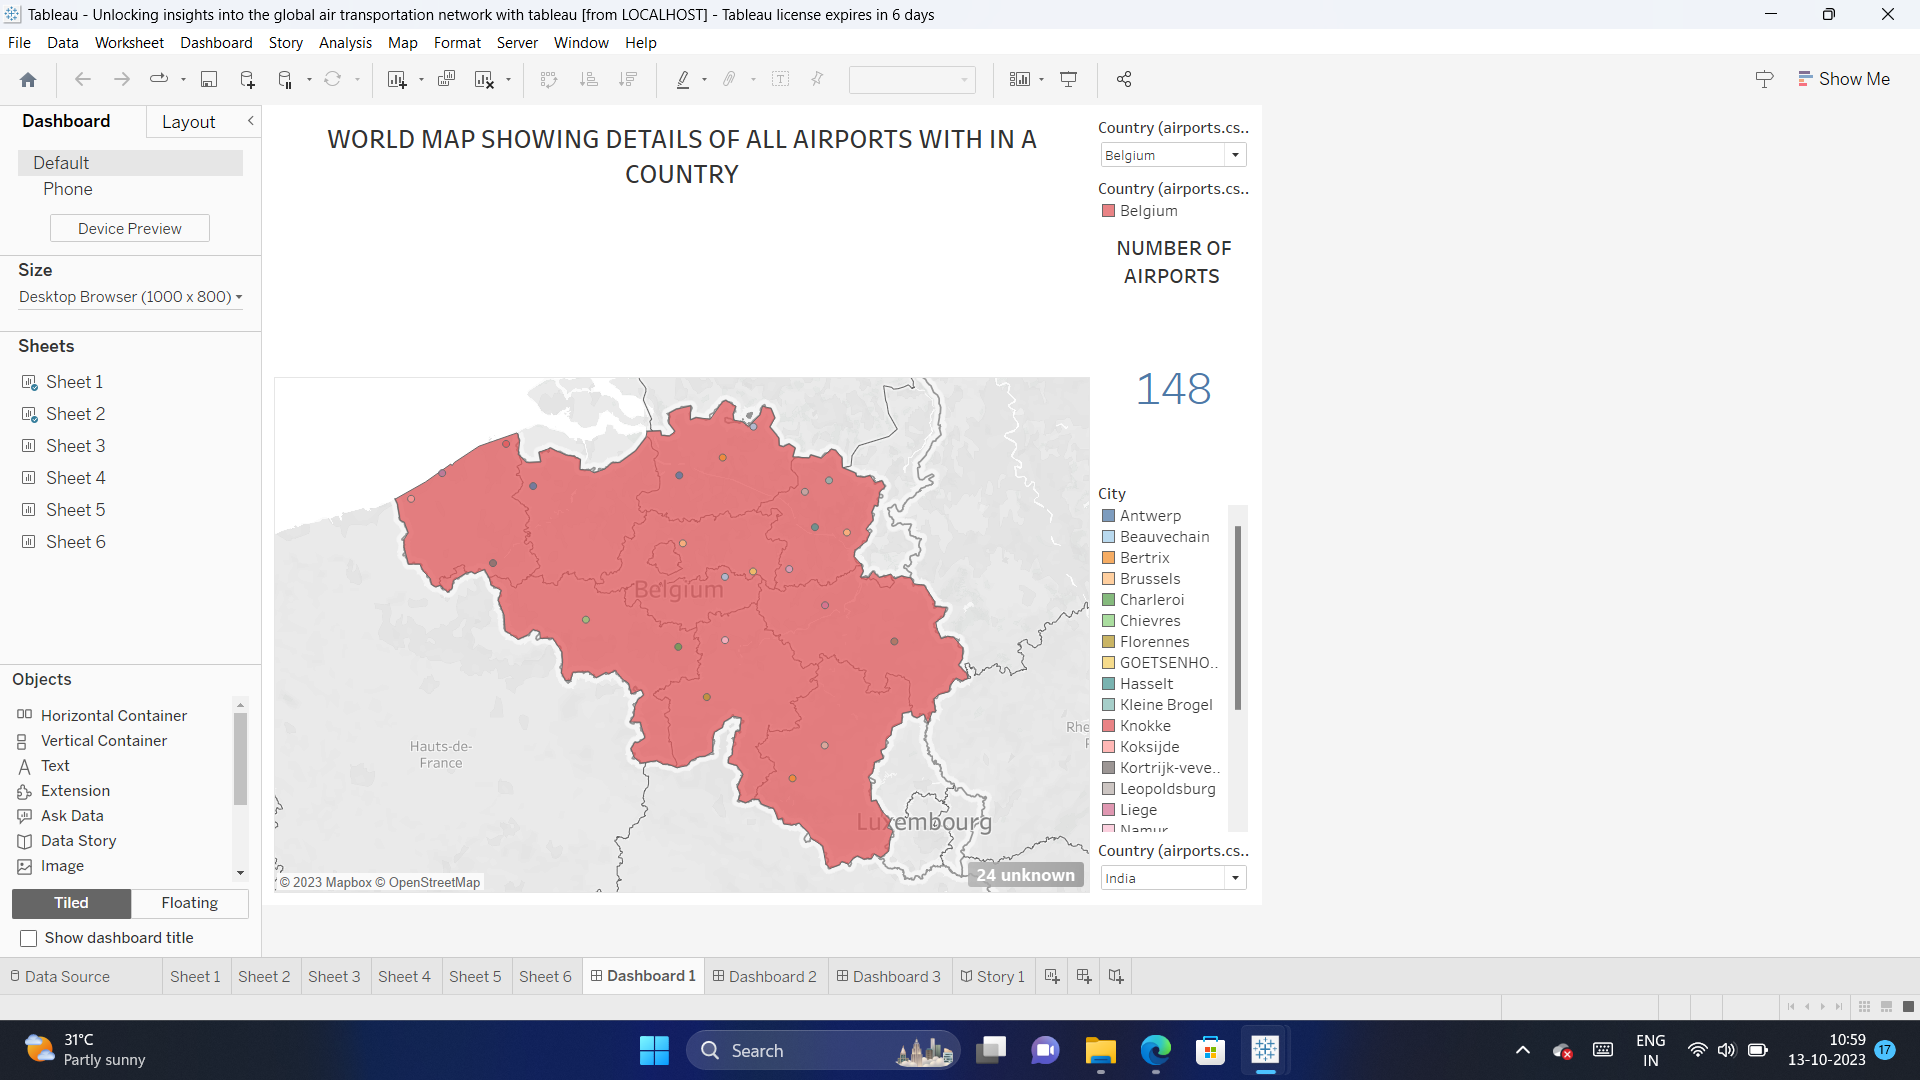 Tableau - Unlocking insights into the global air transportation network with tableau [from LOCALHOST] - Tableau license expires in 6 days
File Data Worksheet Dashboard Story Analysis Map Format Server Window Help
Show Me
Dashboard
Layout
Default
Phone
Device Preview
Size
Desktop Browser (1000 x 800)
Sheets
Sheet 1
Sheet 2
Sheet 3
Sheet 4
Sheet 5
Sheet 6
Objects
Horizontal Container
Vertical Container
Text
Extension
Ask Data
Data Story
Image
Tiled
Floating
Show dashboard title
WORLD MAP SHOWING DETAILS OF ALL AIRPORTS WITH IN A
COUNTRY
Belgium
Hauts-de-
France
Luxembourg
Rhe
© 2023 Mapbox © OpenStreetMap
24 unknown
Country (airports.cs..
Belgium
Country (airports.cs..
Belgium
NUMBER OF
AIRPORTS
148
City
Antwerp
Beauvechain
Bertrix
Brussels
Charleroi
Chievres
Florennes
GOETSENHO..
Hasselt
Kleine Brogel
Knokke
Koksijde
Kortrijk-veve..
Leopoldsburg
Liege
Namur
Country (airports.cs..
India
Data Source Sheet 1 Sheet 2 Sheet 3 Sheet 4 Sheet 5 Sheet 6 Dashboard 1 Dashboard 2 Dashboard 3 Story 1
31°C
Partly sunny
Search
ENG
IN
10:59
13-10-2023
17